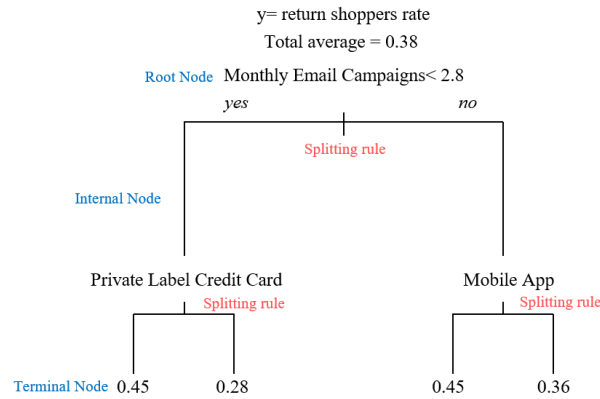 y= return shoppers rate
Total average = 0.38
Root Node Monthly Email Campaigns< 2.8
yes no
Splitting rule
Internal Node
Private Label Credit Card Mobile App
Splitting rule Splitting rule
Terminal Node 0.45 0.28 0.45 0.36